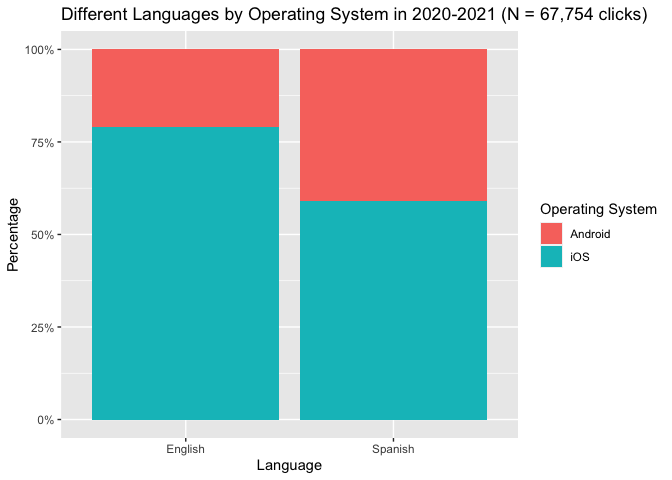 Different Languages by Operating System in 2020-2021 (N = 67,754 clicks)
100%
75%
50%
25%
0%
Percentage
English
Spanish
Language
Operating System
Android
iOS